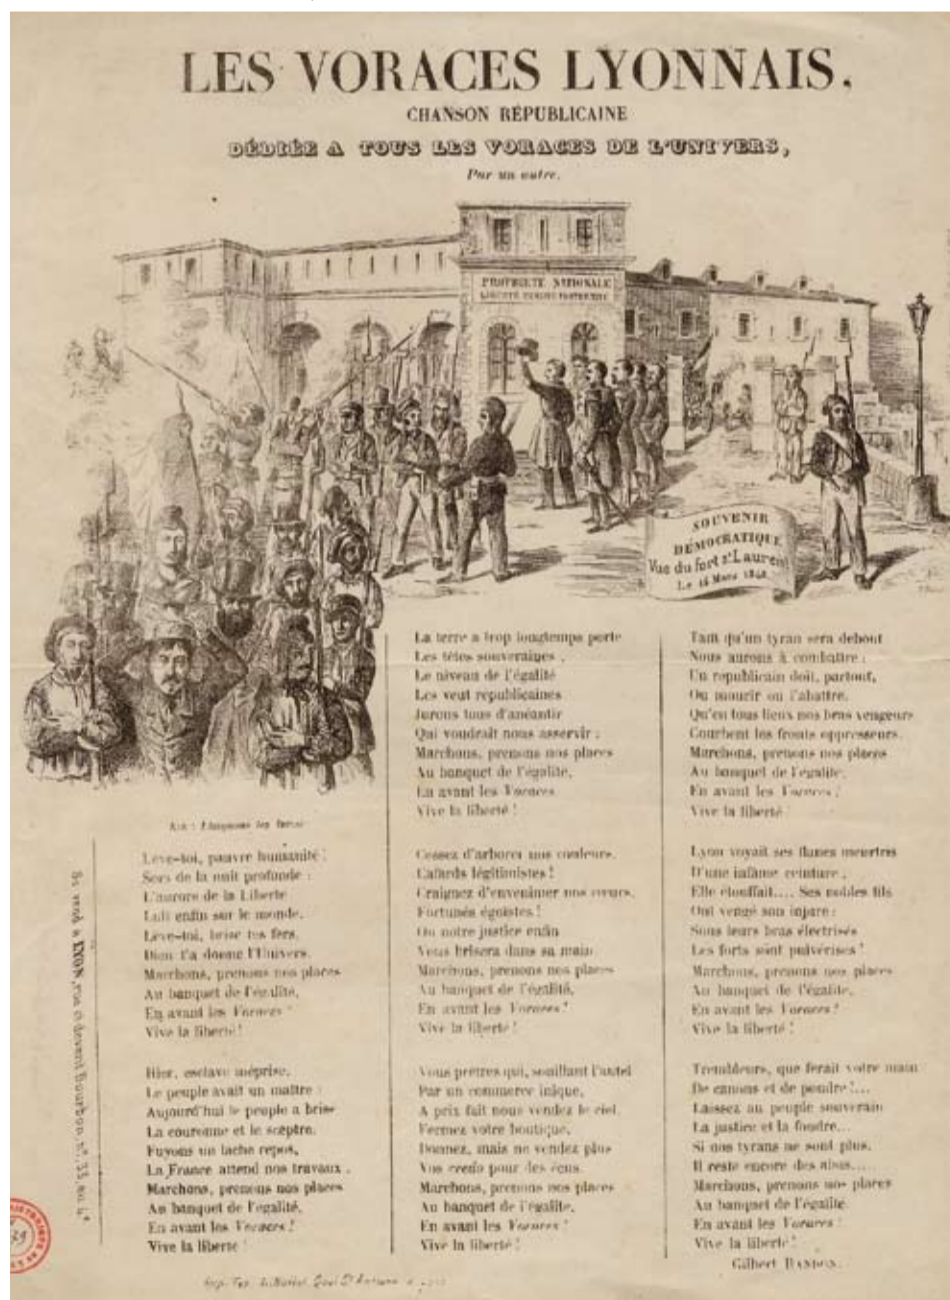 LES VORACES LYONNAIS.
CHANSON RÉPUBLICAINE
DÉDIÉE A TOUS LES VORACES DE L'UNIVERS,
Par un autre.
PROPRIÉTÉ NATIONALE
LIBERTÉ ÉGALITÉ FRATERNITÉ
SOUVENIR
DÉMOCRATIQUE
Vue du fort St Laurent
Le 15 Mars 1848
Air :
Lève-toi, pauvre humanité !
Sors de la nuit profonde :
L'aurore de la Liberté
Luit enfin sur le monde.
Lève-toi, brise tes fers,
Dieu t'a donné l'Univers.
Marchons, prenons nos places
Au banquet de l'égalité,
En avant les Voraces !
Vive la liberté !
Hier, esclave méprisé,
Le peuple avait un maître :
Aujourd'hui le peuple a brisé
La couronne et le sceptre.
Fuyons un lâche repos,
La France attend nos travaux.
Marchons, prenons nos places
Au banquet de l'égalité,
En avant les Voraces !
Vive la liberté !
La terre a trop longtemps porté
Les têtes souveraines,
Le niveau de l'égalité
Les veut républicaines
Jurons tous d'anéantir
Qui voudrait nous asservir :
Marchons, prenons nos places
Au banquet de l'égalité,
En avant les Voraces
Vive la liberté !
Cessez d'arborer nos couleurs,
Cafards légitimistes !
Craignez d'envenimer nos cœurs,
Fortunés égoïstes !
Ou notre justice enfin
Vous brisera dans sa main
Marchons, prenons nos places
Au banquet de l'égalité,
En avant les Voraces !
Vive la liberté !
Vous prêtres qui, souillant l'autel
Par un commerce inique,
A prix fait nous vendez le ciel,
Fermez votre boutique,
Donnez, mais ne vendez plus
Vos credo pour des écus.
Marchons, prenons nos places
Au banquet de l'égalité,
En avant les Voraces !
Vive la liberté !
Tant qu'un tyran sera debout
Nous aurons à combattre :
Un républicain doit, partout,
Ou mourir ou l'abattre.
Qu'en tous lieux nos bras vengeurs
Courbent les fronts oppresseurs.
Marchons, prenons nos places
Au banquet de l'égalité,
En avant les Voraces !
Vive la liberté !
Lyon voyait ses flancs meurtris
D'une infâme ceinture,
Elle étouffait.... Ses nobles fils
Ont vengé son injure :
Sous leurs bras électrisés
Les forts sont pulvérisés !
Marchons, prenons nos places
Au banquet de l'égalité,
En avant les Voraces !
Vive la liberté !
Trembleurs, que ferait votre main
De canons et de poudre !...
Laissez au peuple souverain
La justice et la foudre...
Si nos tyrans ne sont plus,
Il reste encore des abus.....
Marchons, prenons nos places
Au banquet de l'égalité
En avant les Voraces !
Vive la liberté !
Gilbert RANDON.
Se vend à LYON, rue ci devant Bourbon, n°. 33, au 4e